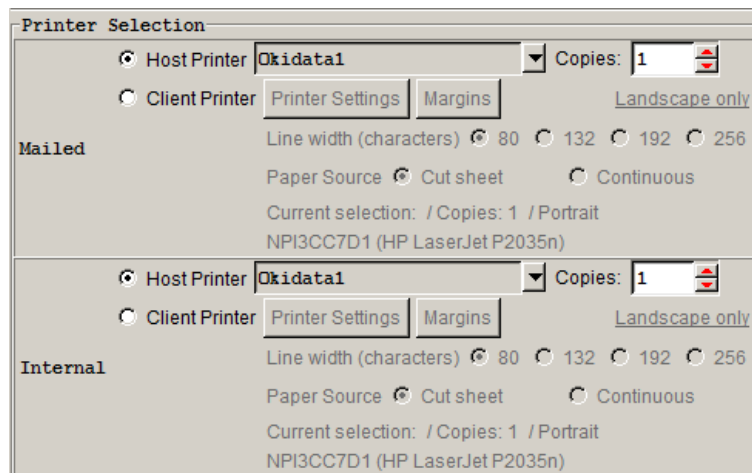 Printer Selection
Host Printer Okidata1 Copies: 1
Client Printer Printer Settings Margins Landscape only
Line width (characters) 80 132 192 256
Mailed
Paper Source Cut sheet Continuous
Current selection: / Copies: 1 / Portrait
NPI3CC7D1 (HP LaserJet P2035n)
Host Printer Okidata1 Copies: 1
Client Printer Printer Settings Margins Landscape only
Line width (characters) 80 132 192 256
Internal
Paper Source Cut sheet Continuous
Current selection: / Copies: 1 / Portrait
NPI3CC7D1 (HP LaserJet P2035n)